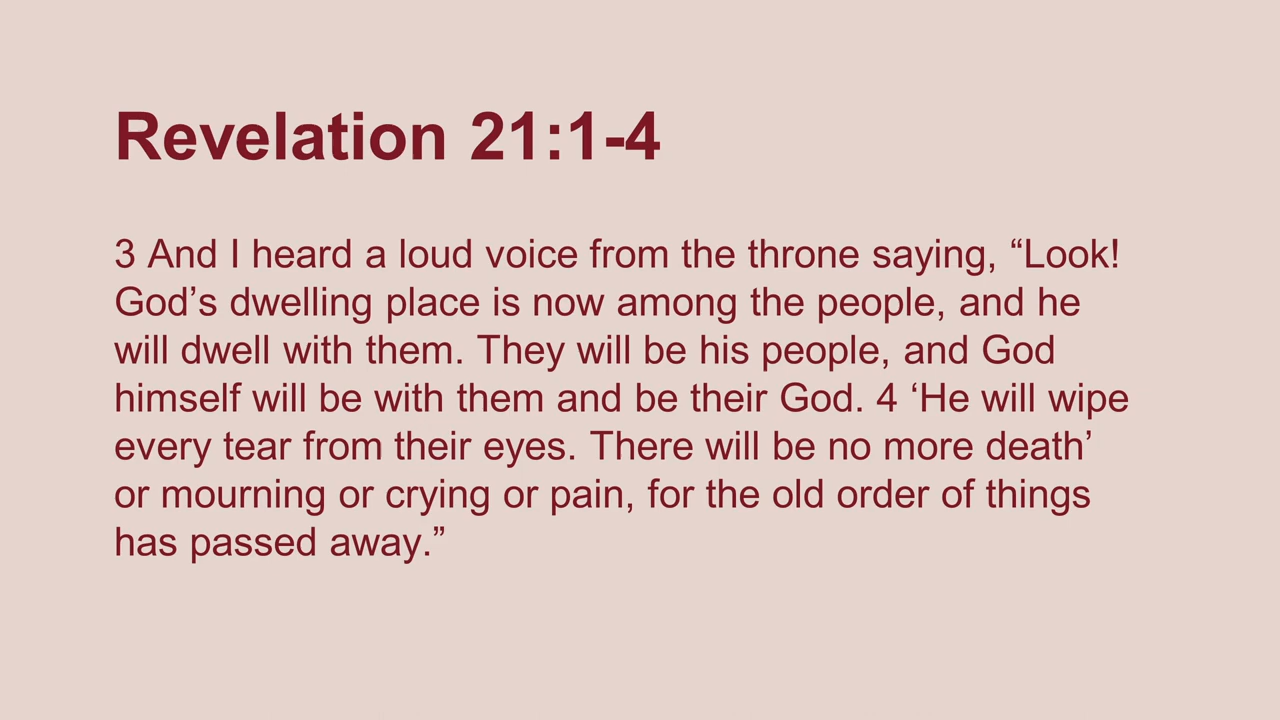 Revelation 21:1-4
3 And I heard a loud voice from the throne saying, “Look!
God’s dwelling place is now among the people, and he
will dwell with them. They will be his people, and God
himself will be with them and be their God. 4 ‘He will wipe
every tear from their eyes. There will be no more death’
or mourning or crying or pain, for the old order of things
has passed away.”